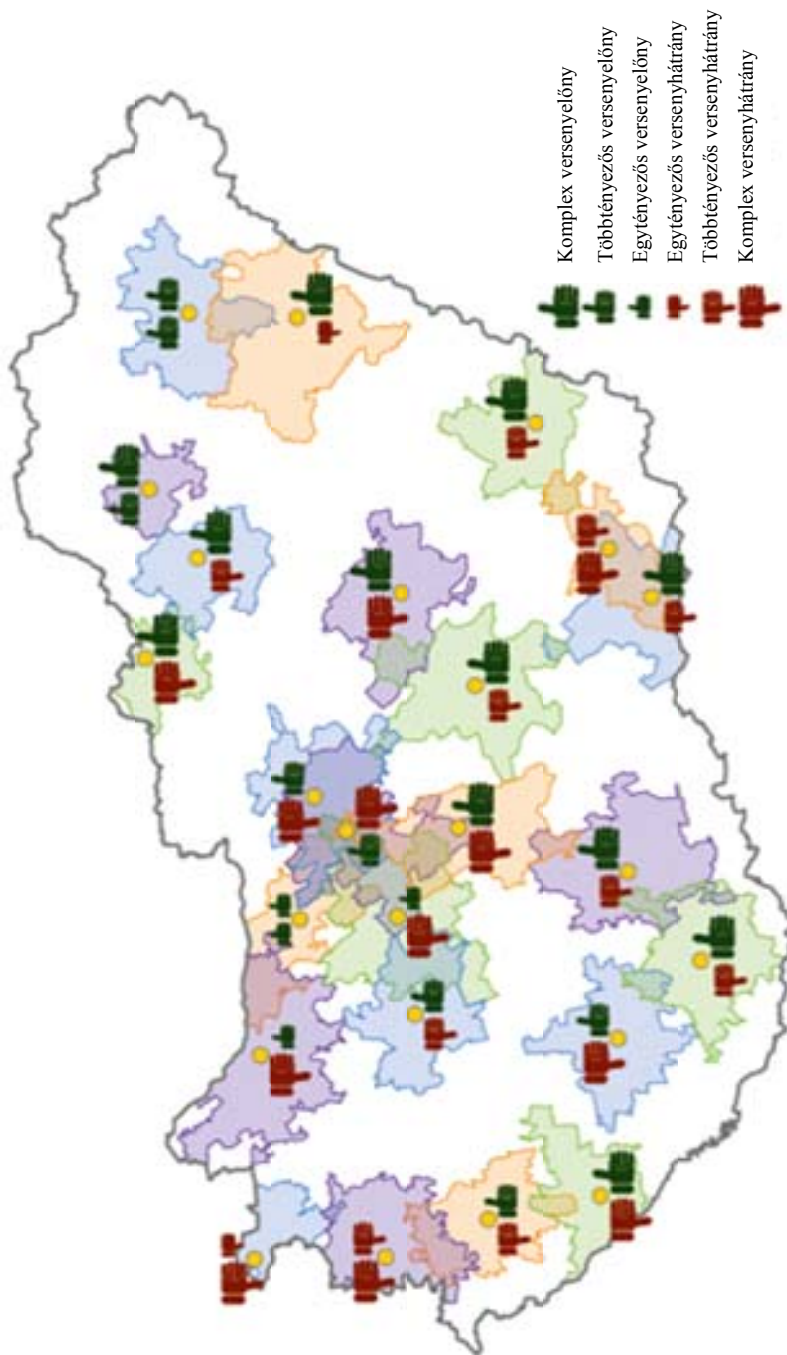 Komplex versenyelőny
Többtényezős versenyelőny
Egytényezős versenyelőny
Egytényezős versenyhátrány
Többtényezős versenyhátrány
Komplex versenyhátrány